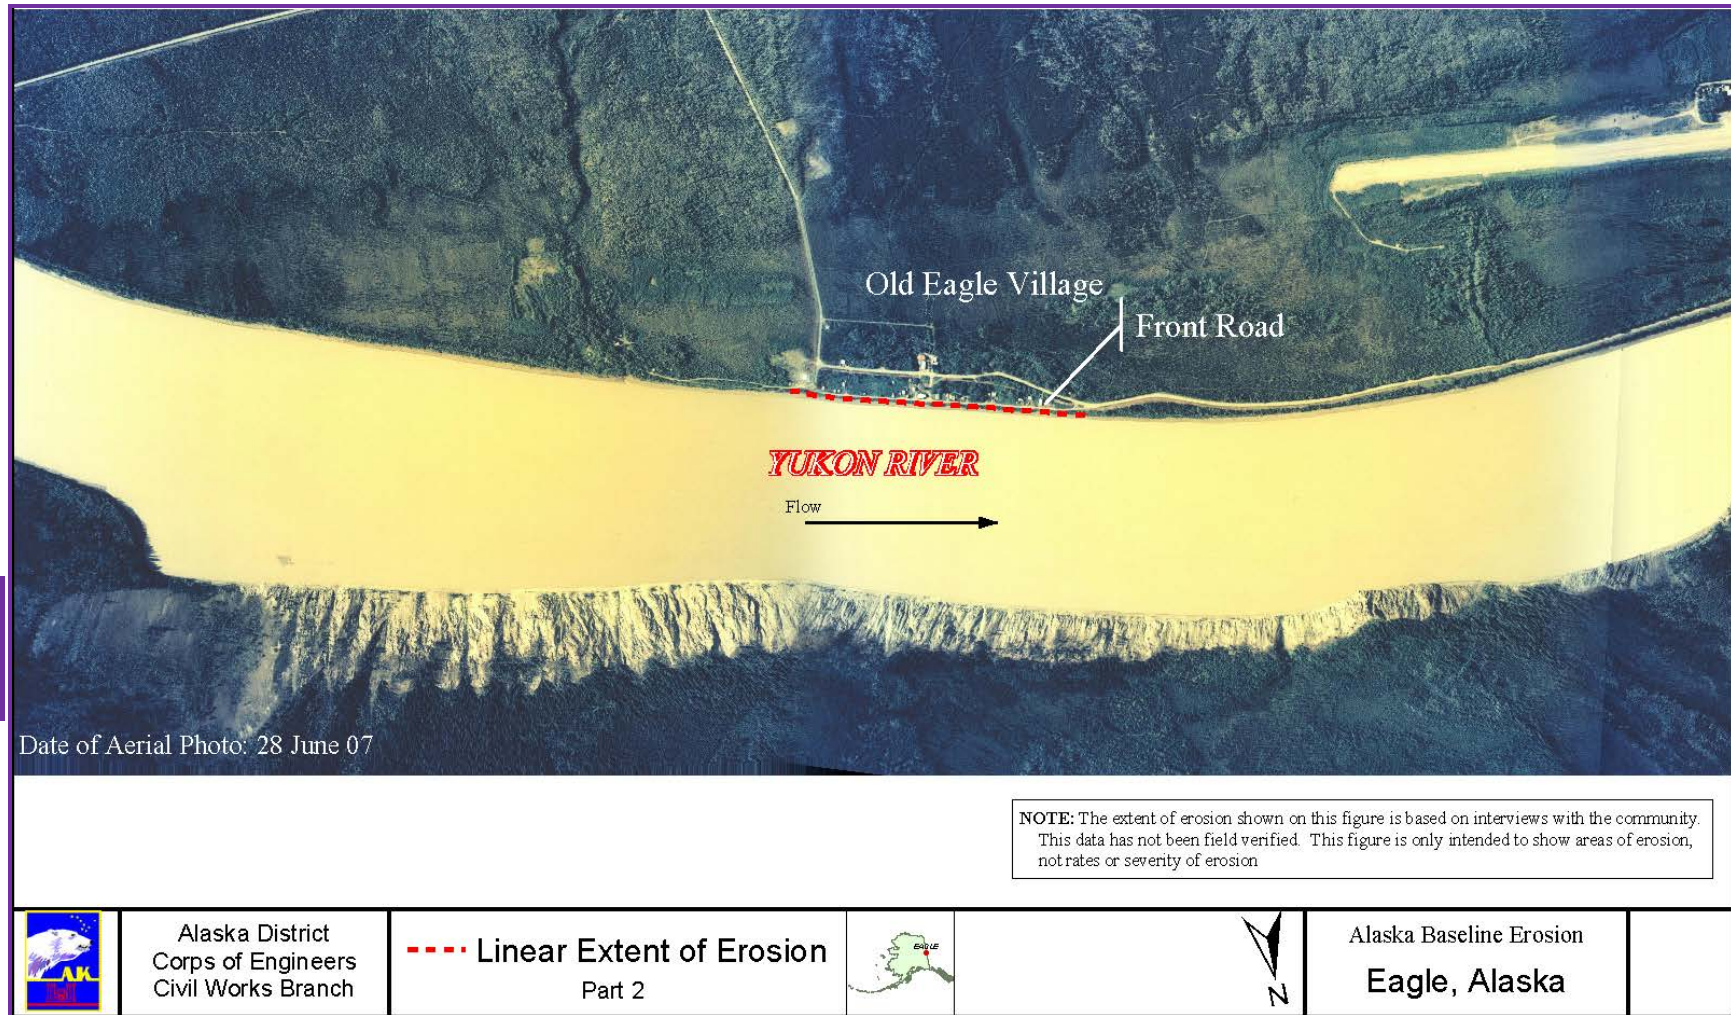 Old Eagle Village
Front Road
YUKON RIVER
Flow
Date of Aerial Photo: 28 June 07
NOTE: The extent of erosion shown on this figure is based on interviews with the community.
This data has not been field verified. This figure is only intended to show areas of erosion,
not rates or severity of erosion
AK
Alaska District
Corps of Engineers
Civil Works Branch
Linear Extent of Erosion
Part 2
EAGLE
N
Alaska Baseline Erosion
Eagle, Alaska